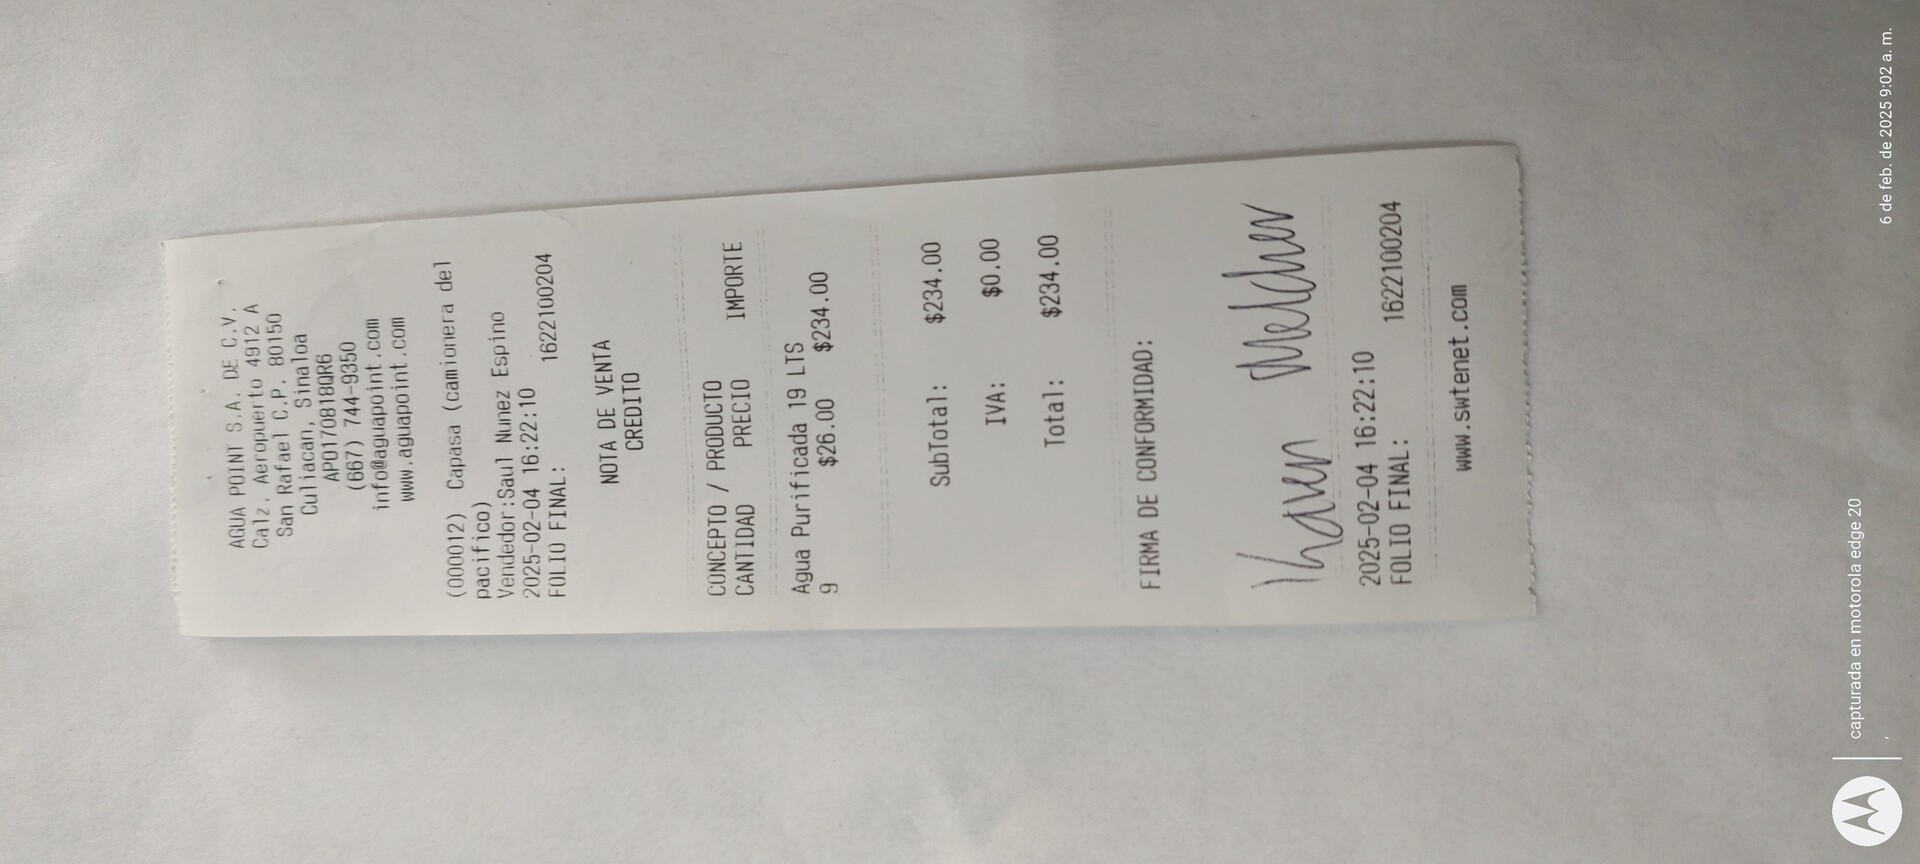 AGUA POINT S.A. DE C.V.
Calz. Aeropuerto 4912 A
San Rafael C.P. 80150
Culiacan, Sinaloa
APO170818QR6
(667) 744-9350
info@aguapoint.com
www.aguapoint.com
(000012) Capasa (camionera del
pacifico)
Vendedor:Saul Nunez Espino
2025-02-04 16:22:10
FOLIO FINAL: 1622100204
NOTA DE VENTA
CREDITO
CONCEPTO / PRODUCTO
CANTIDAD PRECIO IMPORTE
Agua Purificada 19 LTS
9 $26.00 $234.00
SubTotal: $234.00
IVA: $0.00
Total: $234.00
FIRMA DE CONFORMIDAD:
Melcher
2025-02-04 16:22:10
FOLIO FINAL: 1622100204
www.swtenet.com
capturada en motorola edge 20
6 de feb. de 2025 9:02 a. m.